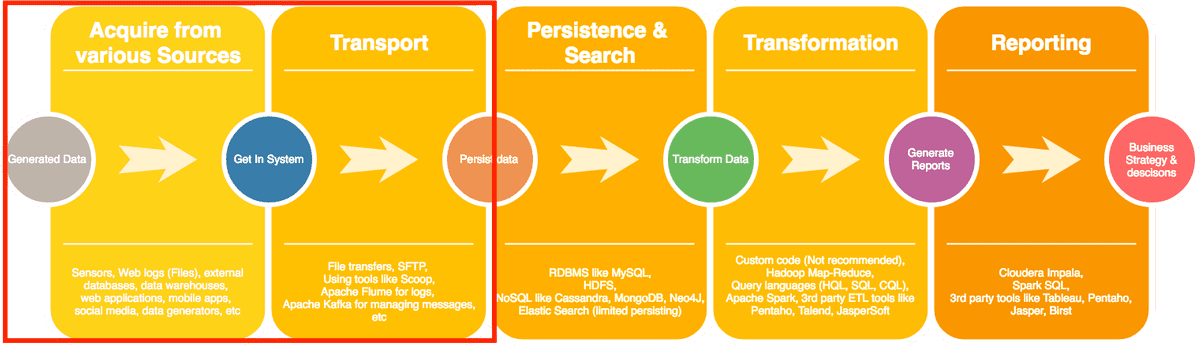 Acquire from
various Sources
Transport
Persistence &
Search
Transformation
Reporting
Generated Data
Get In System
Persist data
Transform Data
Generate
Reports
Business
Strategy &
descisons
Sensors, Web logs (Files), external
databases, data warehouses,
web applications, mobile apps,
social media, data generators, etc
File transfers, SFTP,
Using tools like Scoop,
Apache Flume for logs,
Apache Kafka for managing messages,
etc
RDBMS like MySQL,
HDFS,
NoSQL like Cassandra, MongoDB, Neo4J,
Elastic Search (limited persisting)
Custom code (Not recommended),
Hadoop Map-Reduce,
Query languages (HQL, SQL, CQL),
Apache Spark, 3rd party ETL tools like
Pentaho, Talend, JasperSoft
Cloudera Impala,
Spark SQL,
3rd party tools like Tableau, Pentaho,
Jasper, Birst